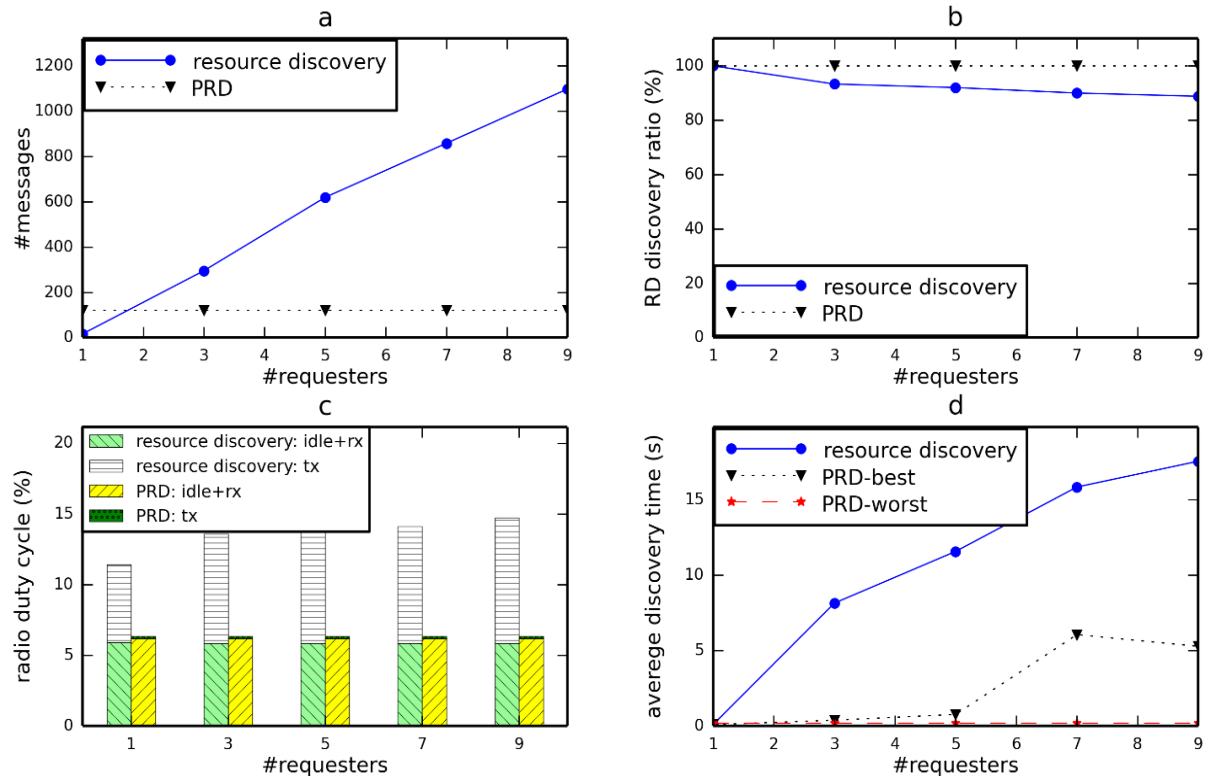 a
1200
1000
800
600
400
200
0
#messages
resource discovery
PRD
1 2 3 4 5 6 7 8 9
#requesters
b
100
80
60
40
20
0
RD discovery ratio (%)
resource discovery
PRD
1 2 3 4 5 6 7 8 9
#requesters
c
20
15
10
5
0
radio duty cycle (%)
resource discovery: idle+rx
resource discovery: tx
PRD: idle+rx
PRD: tx
1 3 5 7 9
#requesters
d
15
10
5
0
averege discovery time (s)
resource discovery
PRD-best
PRD-worst
1 2 3 4 5 6 7 8 9
#requesters